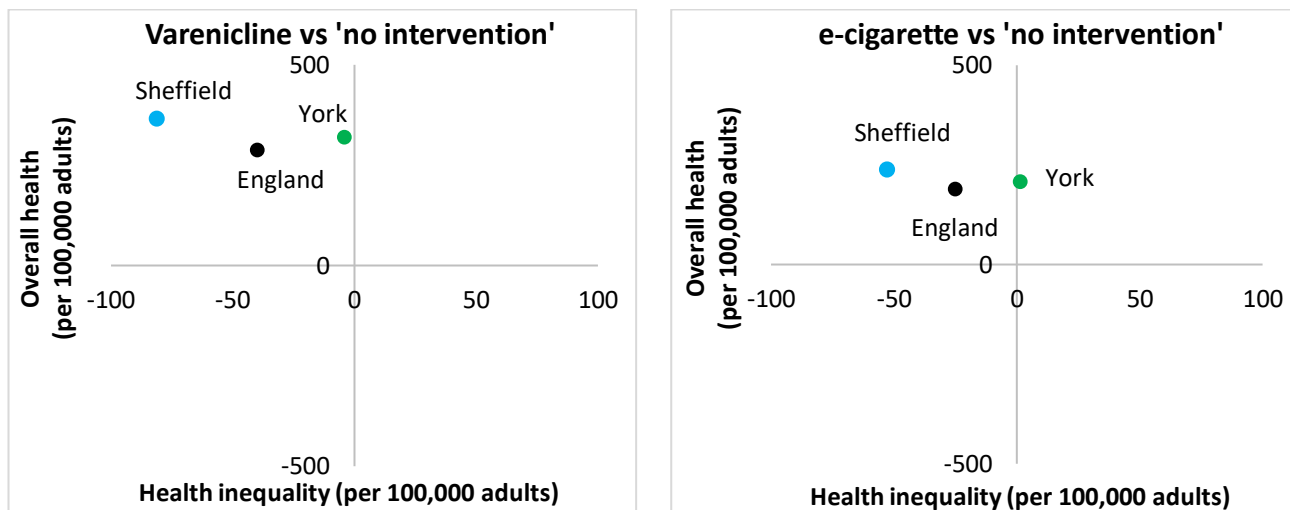 Varenicline vs 'no intervention'
500
Sheffield
York
England
Overall health
(per 100,000 adults)
0
-100
-50
0
50
100
-500
Health inequality (per 100,000 adults)
e-cigarette vs 'no intervention'
500
Sheffield
York
England
Overall health
(per 100,000 adults)
0
-100
-50
0
50
100
-500
Health inequality (per 100,000 adults)